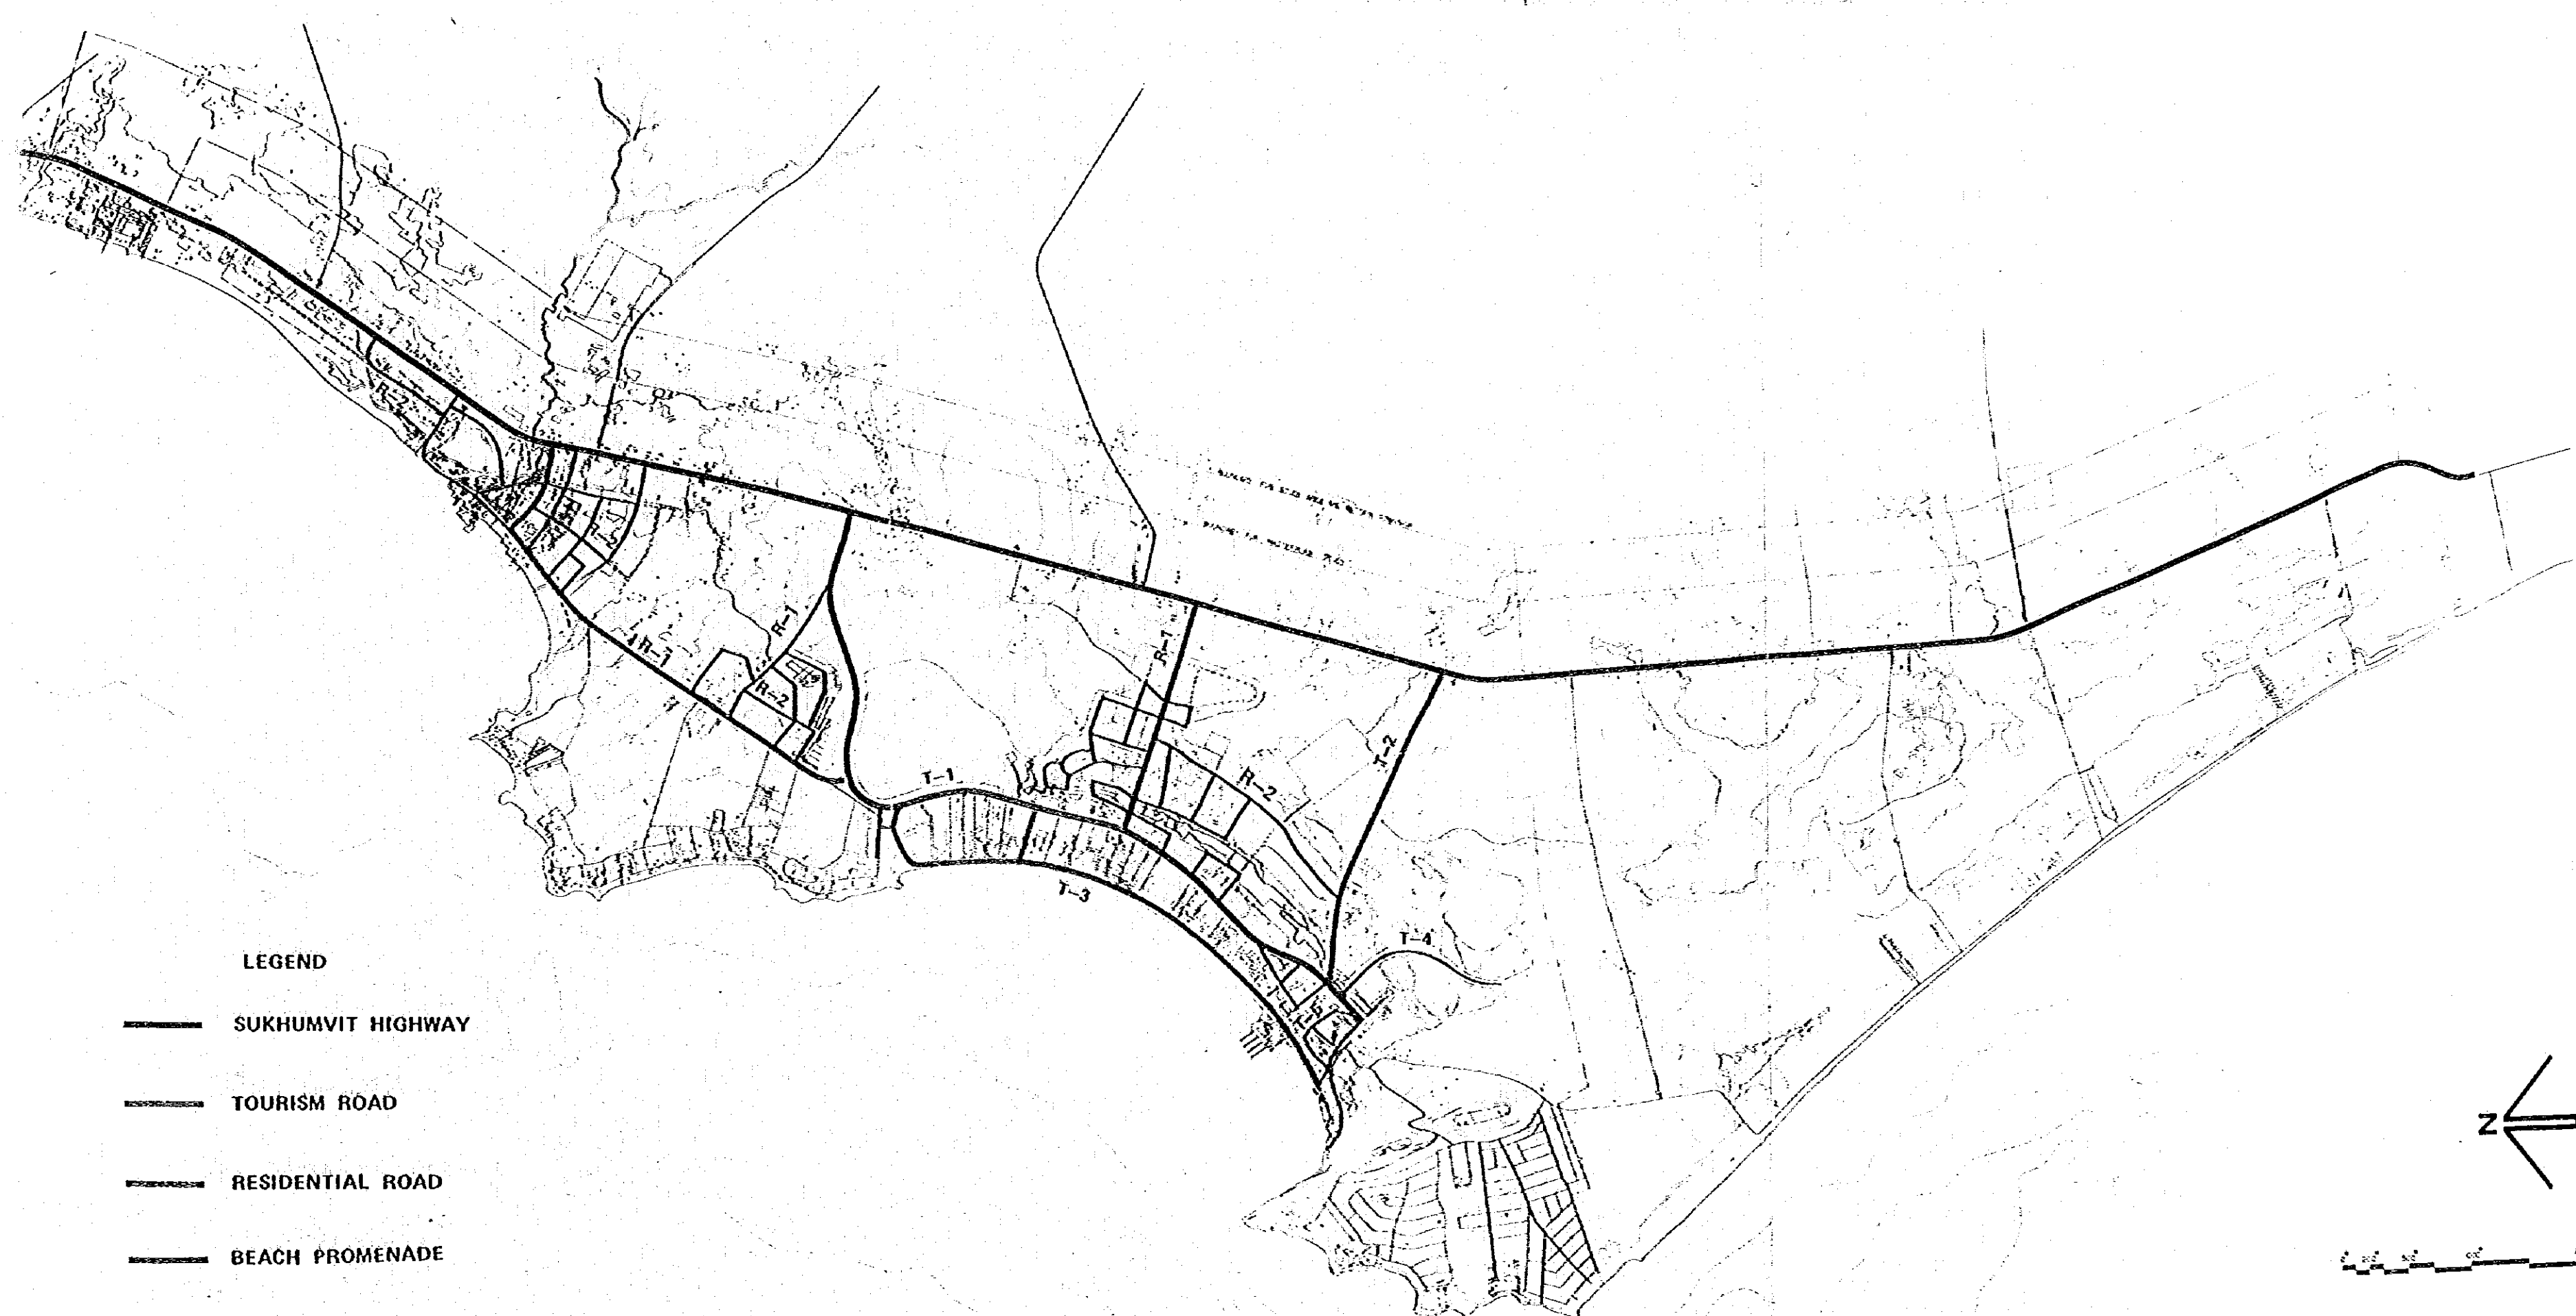 R-2
R-1
R-1
R-1
R-2
T-1
R-2
T-2
T-3
T-4
LEGEND
SUKHUMVIT HIGHWAY
TOURISM ROAD
RESIDENTIAL ROAD
BEACH PROMENADE
Z